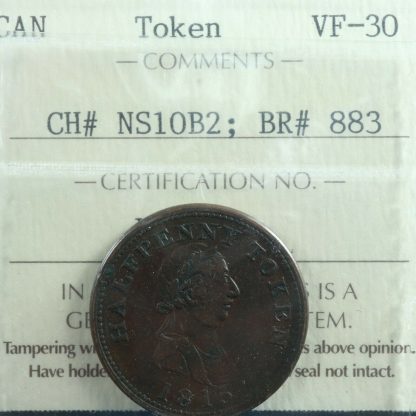 CAN Token VF-30
COMMENTS
CH# NS10B2; BR# 883
CERTIFICATION NO.
IN IS A
GE TEM.
Tampering w s above opinion.
Have holde seal not intact.
HALFPENNY TOKEN